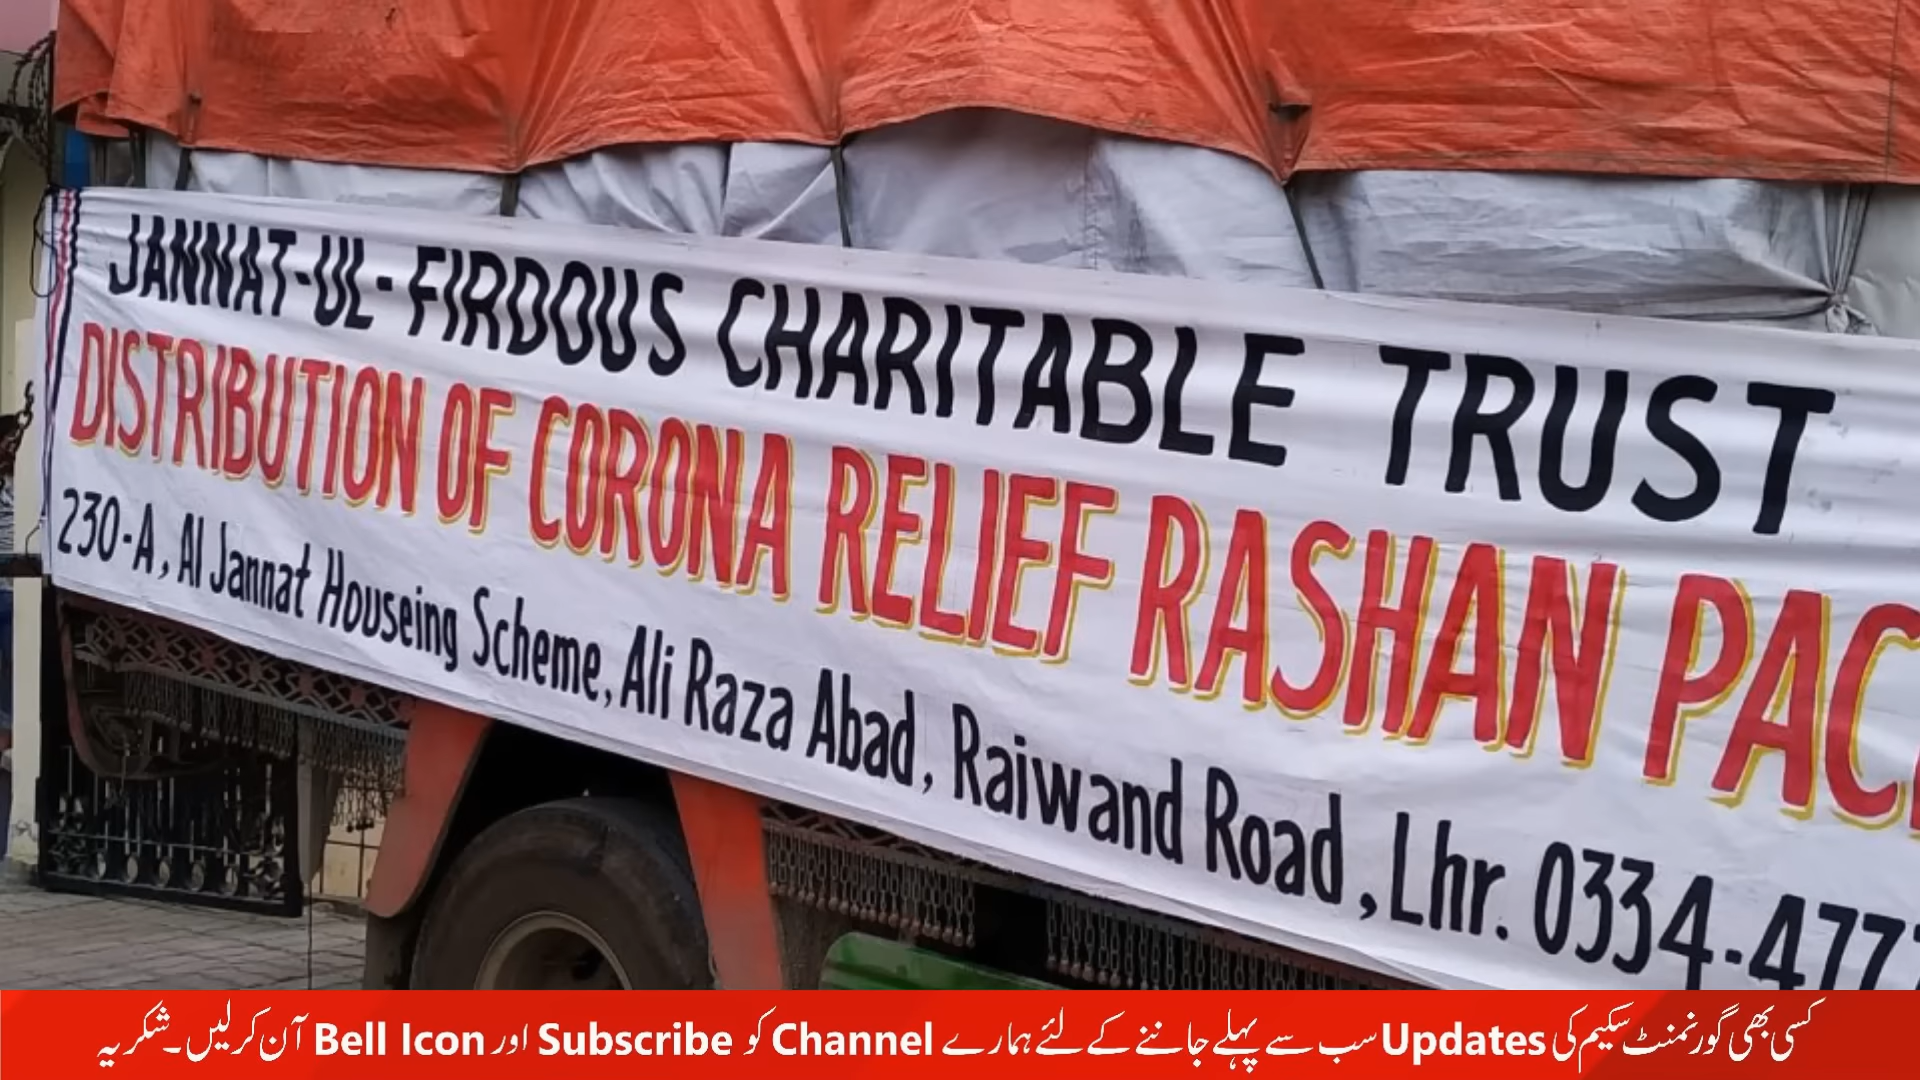 JANNAT-UL-FIRDOUS CHARITABLE TRUST
DISTRIBUTION OF CORONA RELIEF RASHAN PAC
230-A, Al Jannat Houseing Scheme, Ali Raza Abad, Raiwand Road, Lhr. 0334-477
کسی بھی گورنمنٹ سکیم کی Updates سب سے پہلے جاننے کے لئے ہمارے Channel کو Subscribe اور Bell Icon آن کر لیں۔ شکریہ